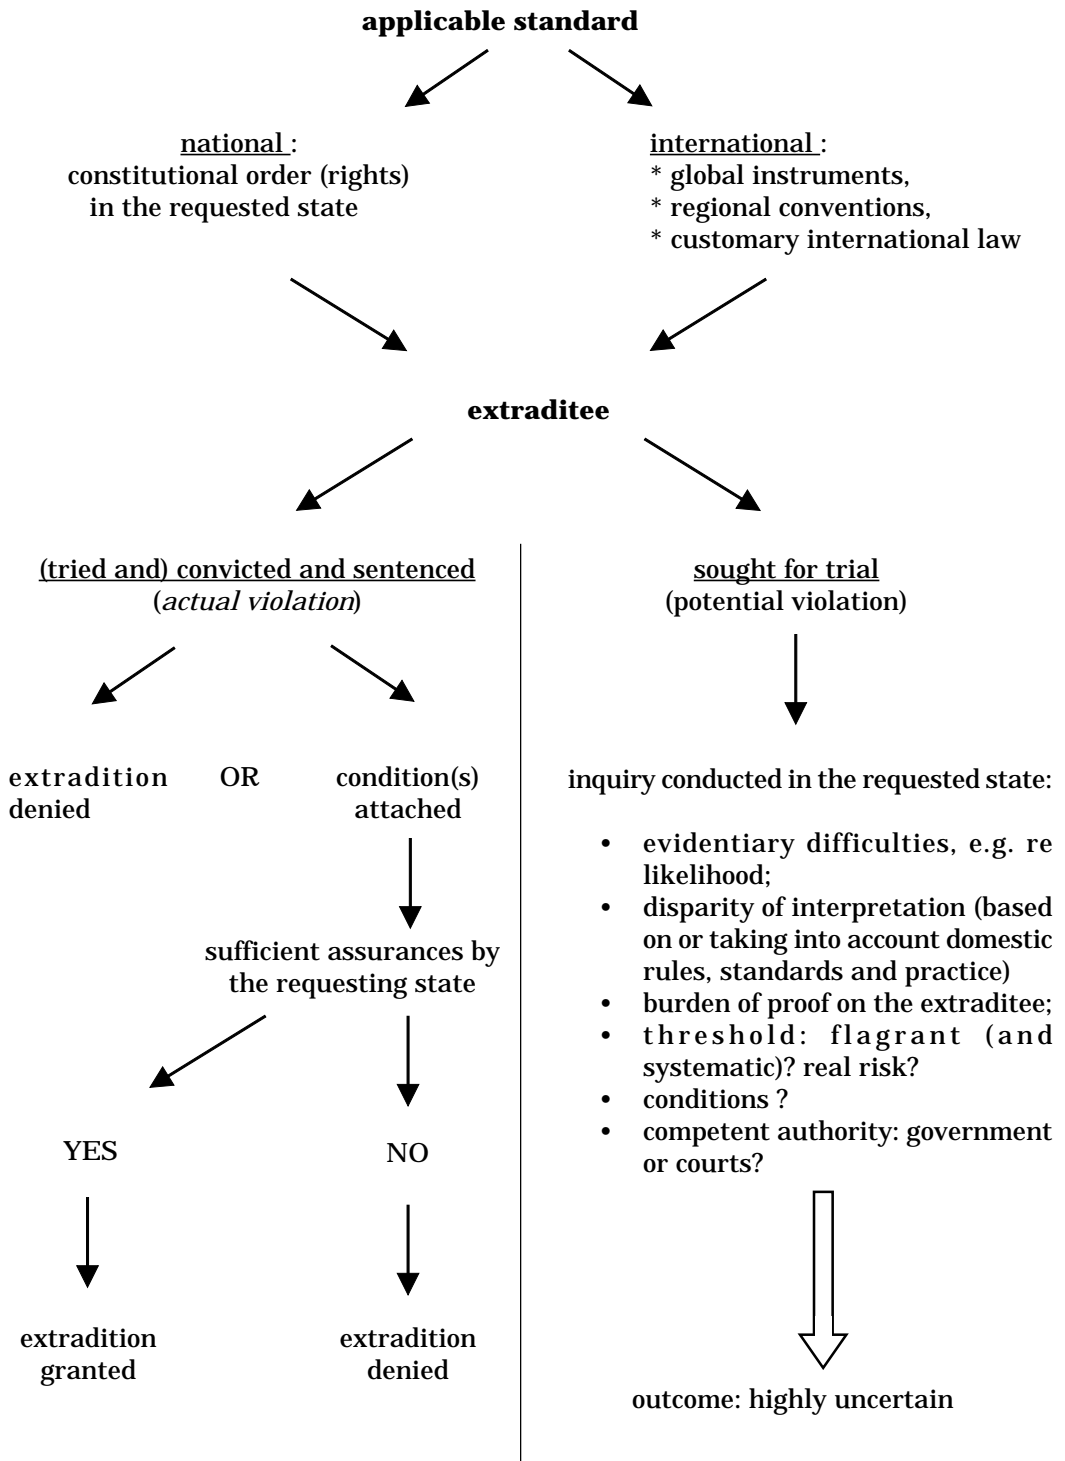 applicable standard
national :
constitutional order (rights)
in the requested state
international :
* global instruments,
* regional conventions,
* customary international law
extraditee
(tried and) convicted and sentenced
(actual violation)
extradition
denied
OR
condition(s)
attached
sufficient assurances by
the requesting state
YES
NO
extradition
granted
extradition
denied
sought for trial
(potential violation)
inquiry conducted in the requested state:
• evidentiary difficulties, e.g. re
likelihood;
• disparity of interpretation (based
on or taking into account domestic
rules, standards and practice)
• burden of proof on the extraditee;
• threshold: flagrant (and
systematic)? real risk?
• conditions ?
• competent authority: government
or courts?
outcome: highly uncertain